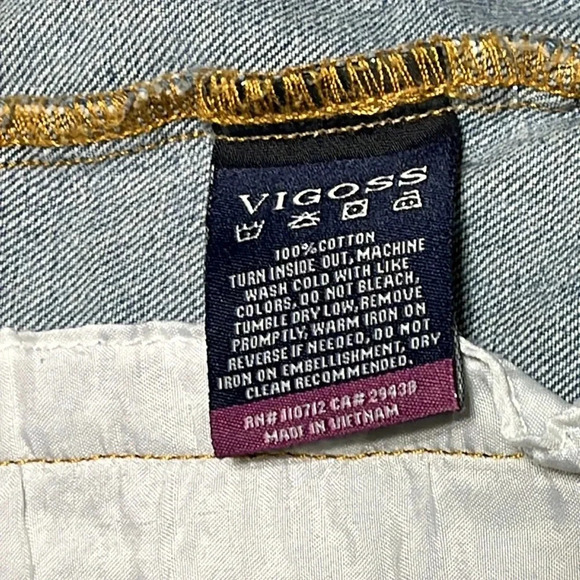 VIGOSS
100% COTTON
TURN INSIDE OUT, MACHINE
WASH COLD WITH LIKE
COLORS, DO NOT BLEACH,
TUMBLE DRY LOW, REMOVE
PROMPTLY, WARM IRON ON
REVERSE IF NEEDED, DO NOT
IRON ON EMBELLISHMENT, DRY
CLEAN RECOMMENDED.
RN# 110712 CA# 29438
MADE IN VIETNAM